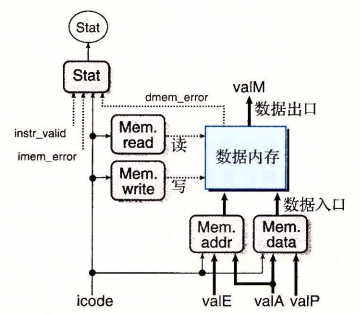 Stat
Stat
dmem_error
valM
数据出口
instr_valid
imem_error
Mem.
read
读
数据内存
Mem.
write
写
数据入口
Mem.
addr
Mem.
data
icode
valE
valA
valP